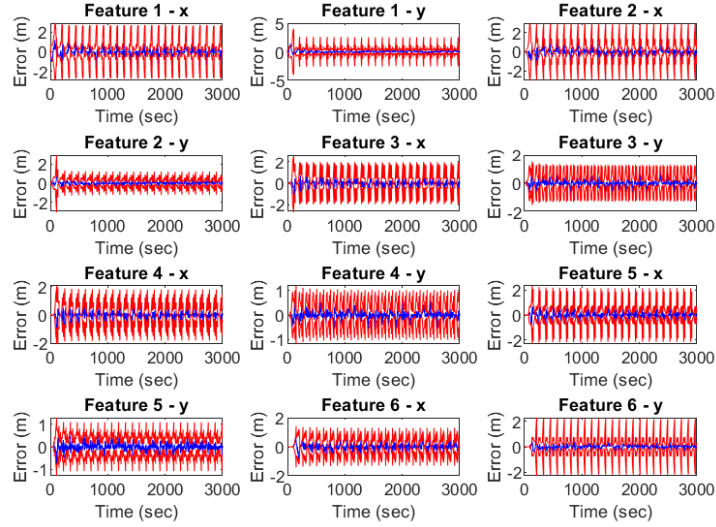 Feature 1 - x
Error (m)
2
0
-2
0 1000 2000 3000
Time (sec)
Feature 1 - y
Error (m)
5
0
-5
0 1000 2000 3000
Time (sec)
Feature 2 - x
Error (m)
2
0
-2
0 1000 2000 3000
Time (sec)
Feature 2 - y
Error (m)
2
0
-2
0 1000 2000 3000
Time (sec)
Feature 3 - x
Error (m)
2
0
-2
0 1000 2000 3000
Time (sec)
Feature 3 - y
Error (m)
2
0
-2
0 1000 2000 3000
Time (sec)
Feature 4 - x
Error (m)
2
0
-2
0 1000 2000 3000
Time (sec)
Feature 4 - y
Error (m)
1
0
-1
0 1000 2000 3000
Time (sec)
Feature 5 - x
Error (m)
2
0
-2
0 1000 2000 3000
Time (sec)
Feature 5 - y
Error (m)
1
0
-1
0 1000 2000 3000
Time (sec)
Feature 6 - x
Error (m)
2
0
-2
0 1000 2000 3000
Time (sec)
Feature 6 - y
Error (m)
2
0
-2
0 1000 2000 3000
Time (sec)